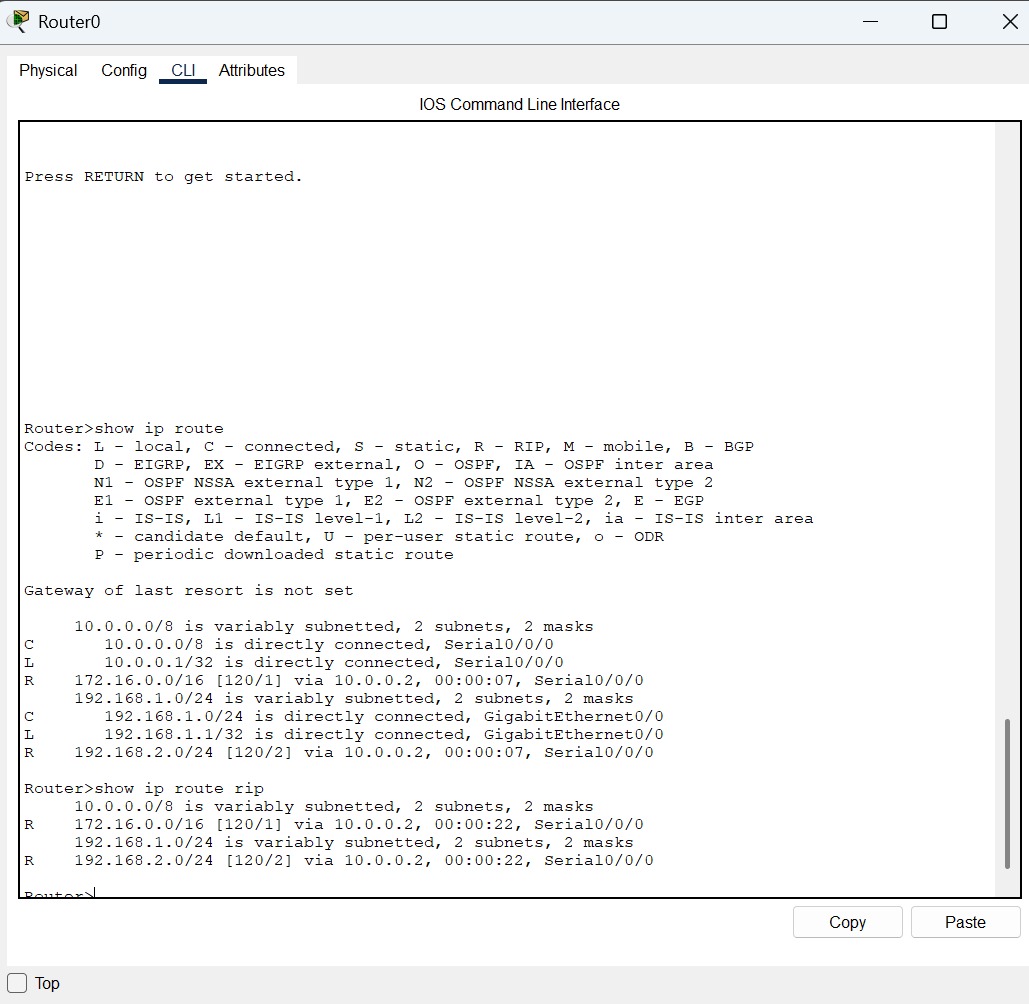 Router0
Physical Config CLI Attributes
IOS Command Line Interface
Press RETURN to get started.
Router>show ip route
Codes: L - local, C - connected, S - static, R - RIP, M - mobile, B - BGP
       D - EIGRP, EX - EIGRP external, O - OSPF, IA - OSPF inter area
       N1 - OSPF NSSA external type 1, N2 - OSPF NSSA external type 2
       E1 - OSPF external type 1, E2 - OSPF external type 2, E - EGP
       i - IS-IS, L1 - IS-IS level-1, L2 - IS-IS level-2, ia - IS-IS inter area
       * - candidate default, U - per-user static route, o - ODR
       P - periodic downloaded static route
Gateway of last resort is not set
     10.0.0.0/8 is variably subnetted, 2 subnets, 2 masks
C       10.0.0.0/8 is directly connected, Serial0/0/0
L       10.0.0.1/32 is directly connected, Serial0/0/0
R    172.16.0.0/16 [120/1] via 10.0.0.2, 00:00:07, Serial0/0/0
     192.168.1.0/24 is variably subnetted, 2 subnets, 2 masks
C       192.168.1.0/24 is directly connected, GigabitEthernet0/0
L       192.168.1.1/32 is directly connected, GigabitEthernet0/0
R    192.168.2.0/24 [120/2] via 10.0.0.2, 00:00:07, Serial0/0/0
Router>show ip route rip
     10.0.0.0/8 is variably subnetted, 2 subnets, 2 masks
R    172.16.0.0/16 [120/1] via 10.0.0.2, 00:00:22, Serial0/0/0
     192.168.1.0/24 is variably subnetted, 2 subnets, 2 masks
R    192.168.2.0/24 [120/2] via 10.0.0.2, 00:00:22, Serial0/0/0
Router>
Copy Paste
Top